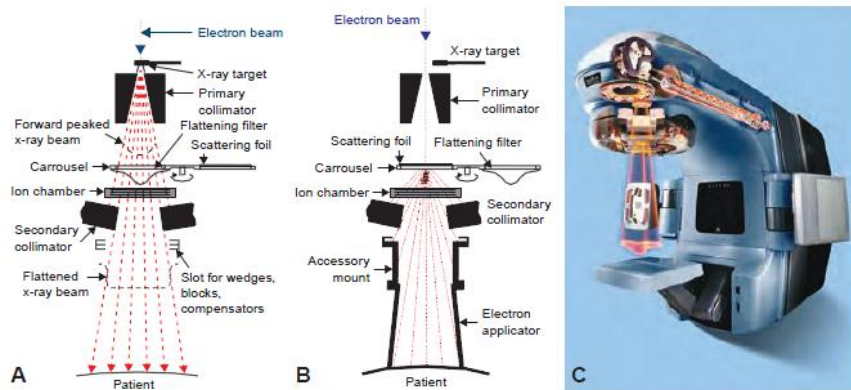 Electron beam
X-ray target
Primary
collimator
Forward peaked
x-ray beam
Flattening filter
Scattering foil
Carrousel
Ion chamber
Secondary
collimator
Flattened
x-ray beam
Slot for wedges,
blocks,
compensators
A
Patient
Electron beam
X-ray target
Primary
collimator
Scattering foil
Flattening filter
Carrousel
Ion chamber
Secondary
collimator
Accessory
mount
Electron
applicator
B
Patient
C